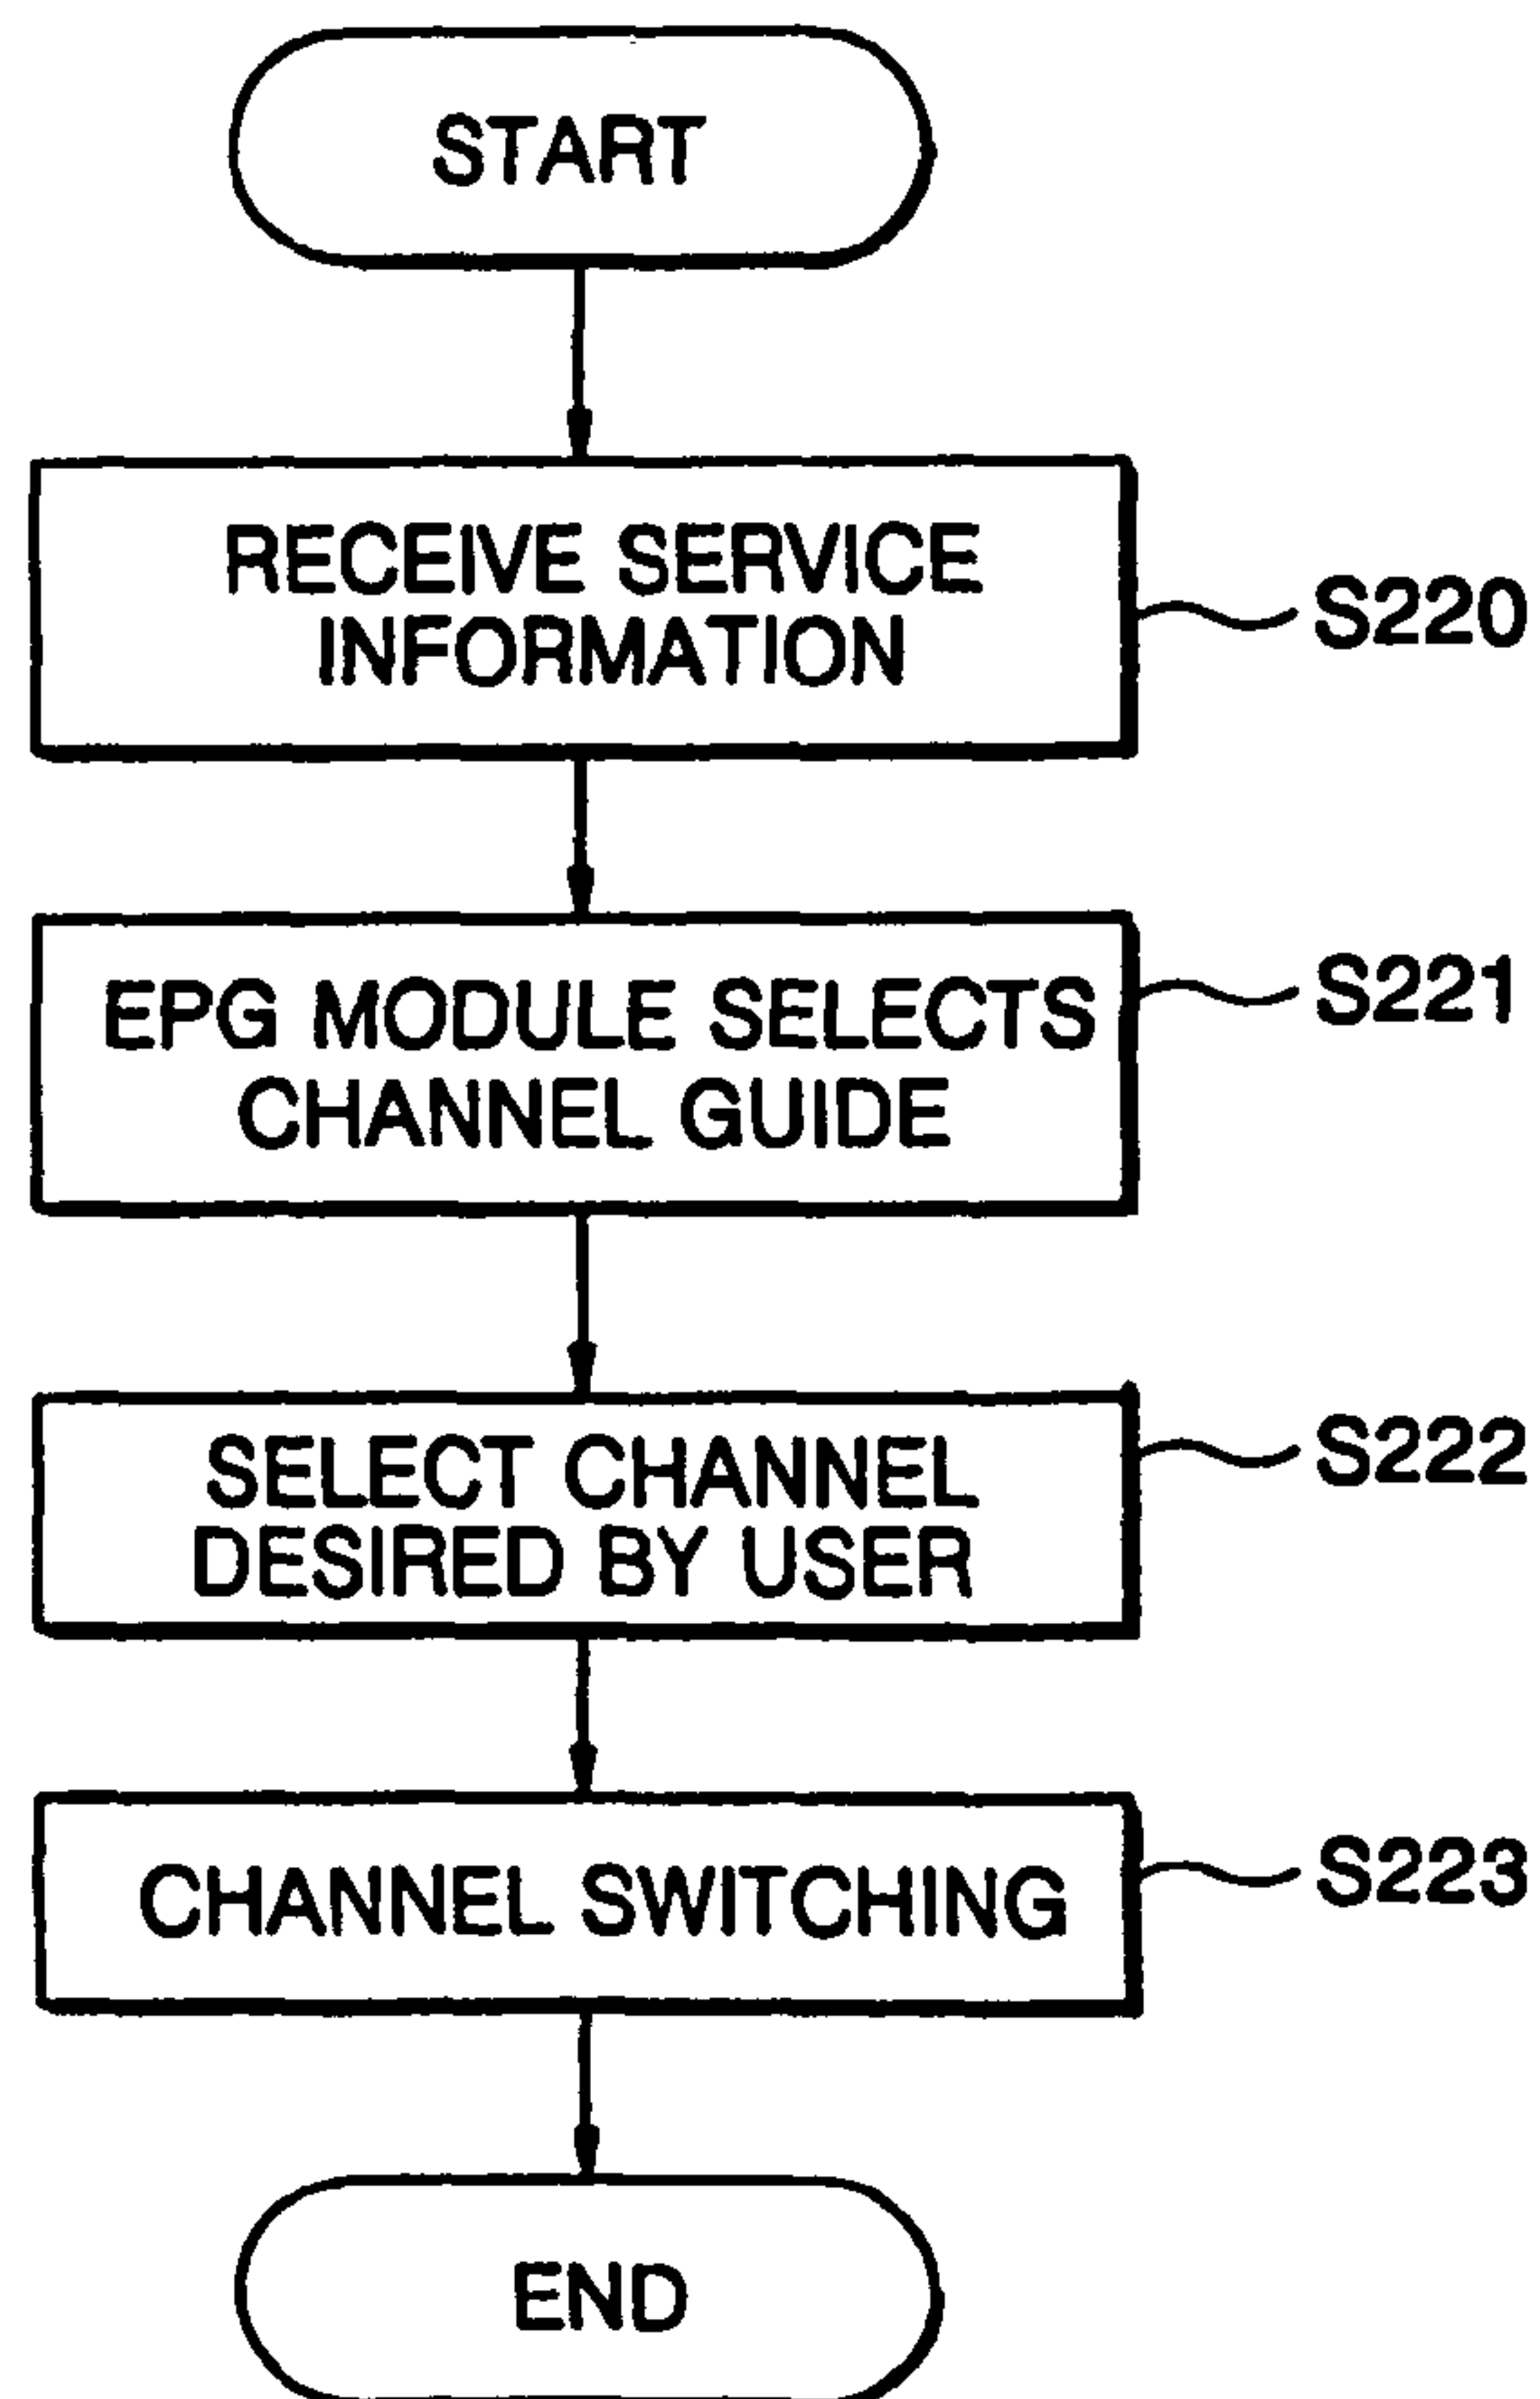 START
RECEIVE SERVICE
INFORMATION
S220
EPG MODULE SELECTS
CHANNEL GUIDE
S221
SELECT CHANNEL
DESIRED BY USER
S222
CHANNEL SWITCHING
S223
END